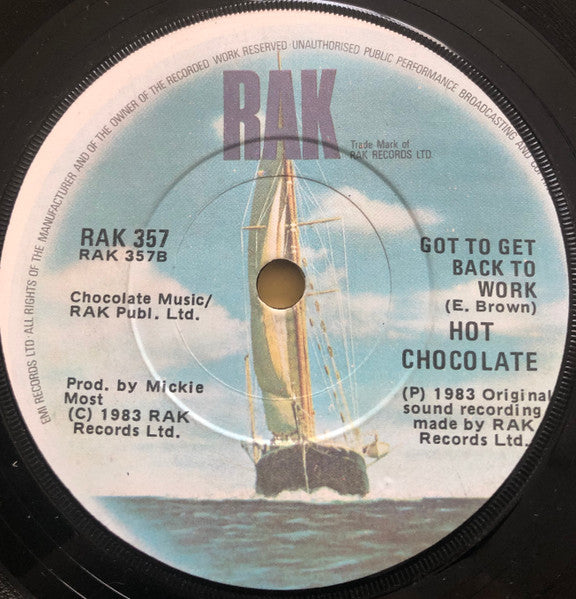 EMI RECORDS LTD·ALL RIGHTS OF THE MANUFACTURER AND OF THE OWNER OF THE RECORDED WORK RESERVED·UNAUTHORISED PUBLIC PERFORMANCE BROADCASTING AND
RAK
Trade Mark of
RAK RECORDS LTD.
RAK 357
RAK 357B
Chocolate Music/
RAK Publ. Ltd.
Prod. by Mickie
Most
(C) 1983 RAK
Records Ltd.
GOT TO GET
BACK TO
WORK
(E. Brown)
HOT
CHOCOLATE
(P) 1983 Original
sound recording
made by RAK
Records Ltd.